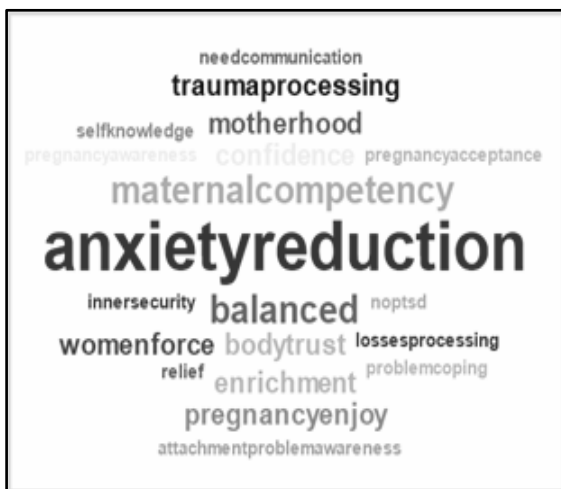 needcommunication
traumaprocessing
selfknowledge motherhood
pregnancyawareness confidence pregnancyacceptance
maternalcompetency
anxietyreduction
innersecurity balanced noptsd
womenforce bodytrust lossesprocessing
relief enrichment problemcoping
pregnancyenjoy
attachmentproblemawareness